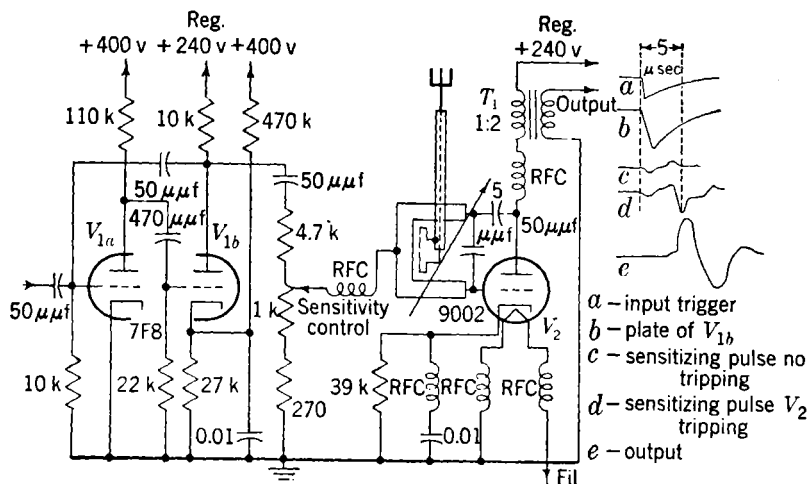 Reg.
+400 v +240 v +400 v
Reg.
+240 v
5
μ sec
110 k
10 k
470 k
T1
1:2
Output
a
b
c
d
e
50 μμf
50 μμf
RFC
470
μμf
V1a
V1b
4.7 k
5
μμf
50 μμf
50 μμf
7F8
RFC
Sensitivity
control
1 k
9002
V2
10 k
22 k
27 k
270
39 k
RFC
RFC
RFC
0.01
0.01
Fil
a – input trigger
b – plate of V1b
c – sensitizing pulse no
tripping
d – sensitizing pulse V2
tripping
e – output